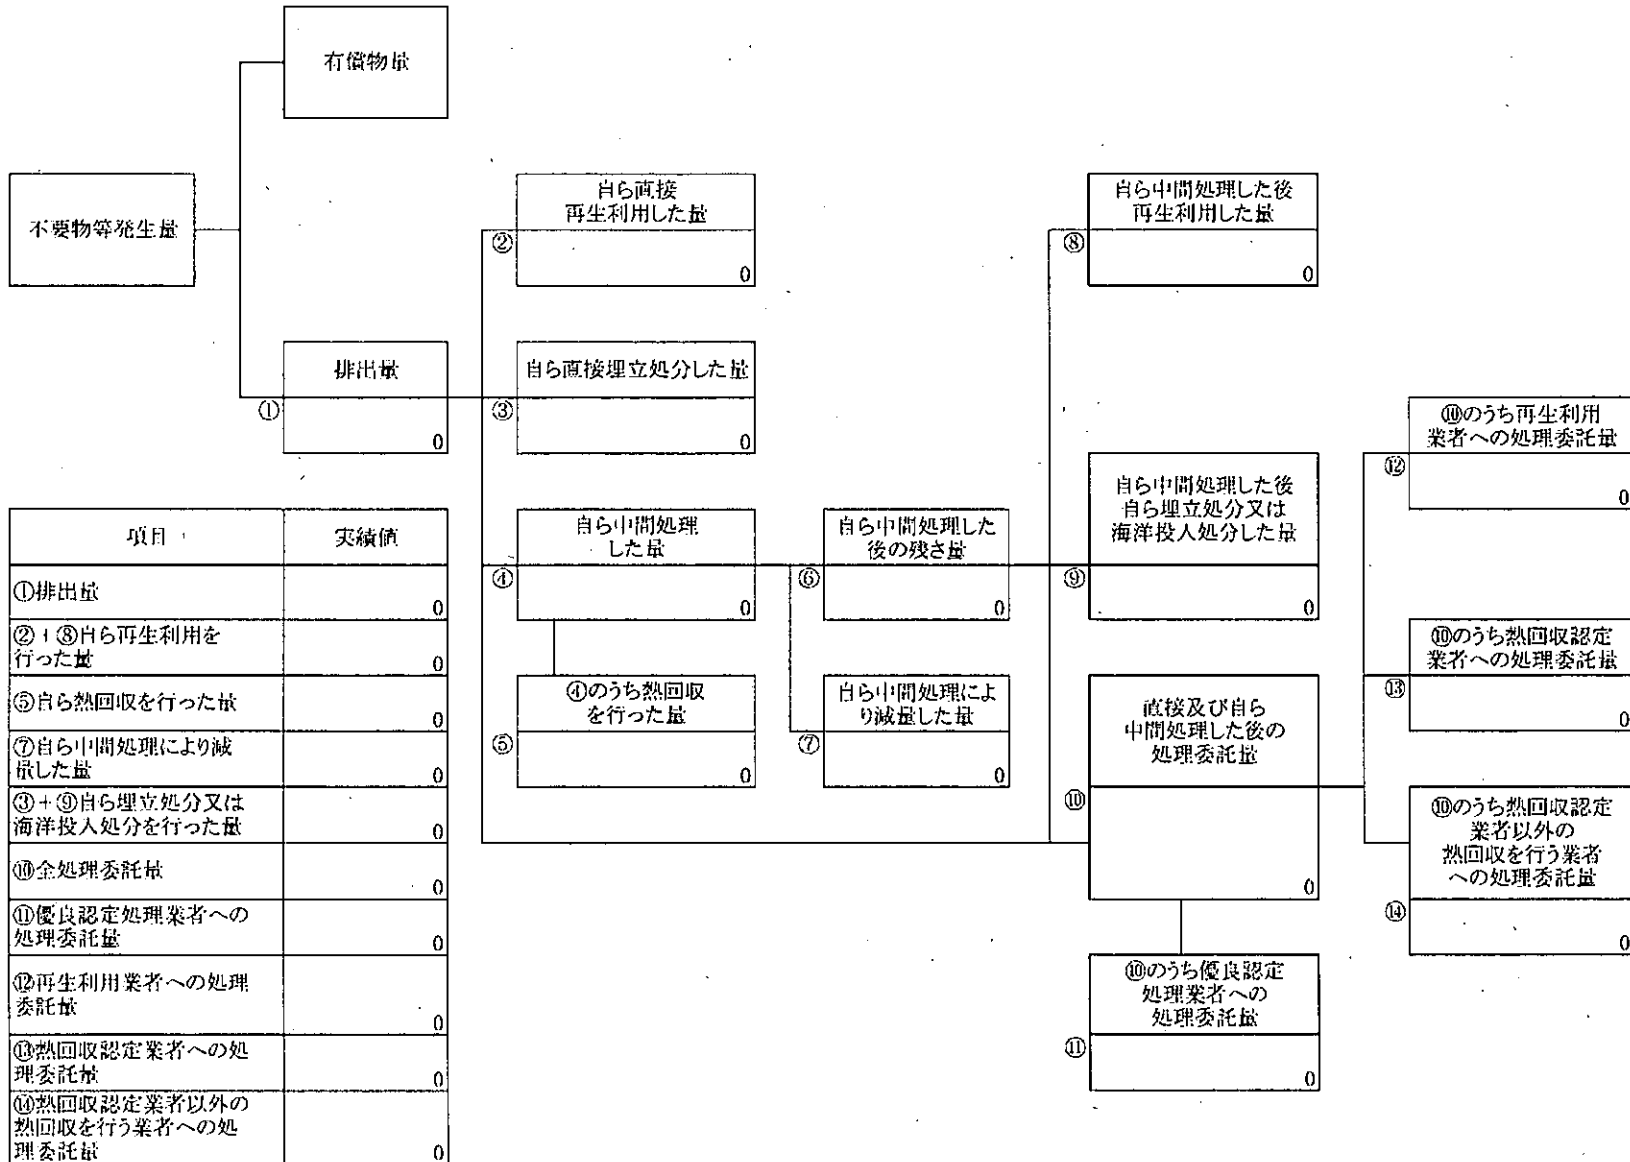 有償物量
不要物等発生量
自ら直接
再生利用した量
②
0
自ら中間処理した後
再生利用した量
⑧
0
排出量
①
0
自ら直接埋立処分した量
③
0
⑩のうち再生利用
業者への処理委託量
⑫
0
自ら中間処理した後
自ら埋立処分又は
海洋投入処分した量
⑨
0
自ら中間処理
した量
④
0
自ら中間処理した
後の残さ量
⑥
0
⑩のうち熱回収認定
業者への処理委託量
⑬
0
④のうち熱回収
を行った量
⑤
0
自ら中間処理によ
り減量した量
⑦
0
直接及び自ら
中間処理した後の
処理委託量
⑩
0
⑩のうち熱回収認定
業者以外の
熱回収を行う業者
への処理委託量
⑭
0
⑩のうち優良認定
処理業者への
処理委託量
⑪
0
項目 実績値
①排出量 0
②+⑧自ら再生利用を
行った量 0
⑤自ら熱回収を行った量 0
⑦自ら中間処理により減
量した量 0
③+⑨自ら埋立処分又は
海洋投入処分を行った量 0
⑩全処理委託量 0
⑪優良認定処理業者への
処理委託量 0
⑫再生利用業者への処理
委託量 0
⑬熱回収認定業者への処
理委託量 0
⑭熱回収認定業者以外の
熱回収を行う業者への処
理委託量 0